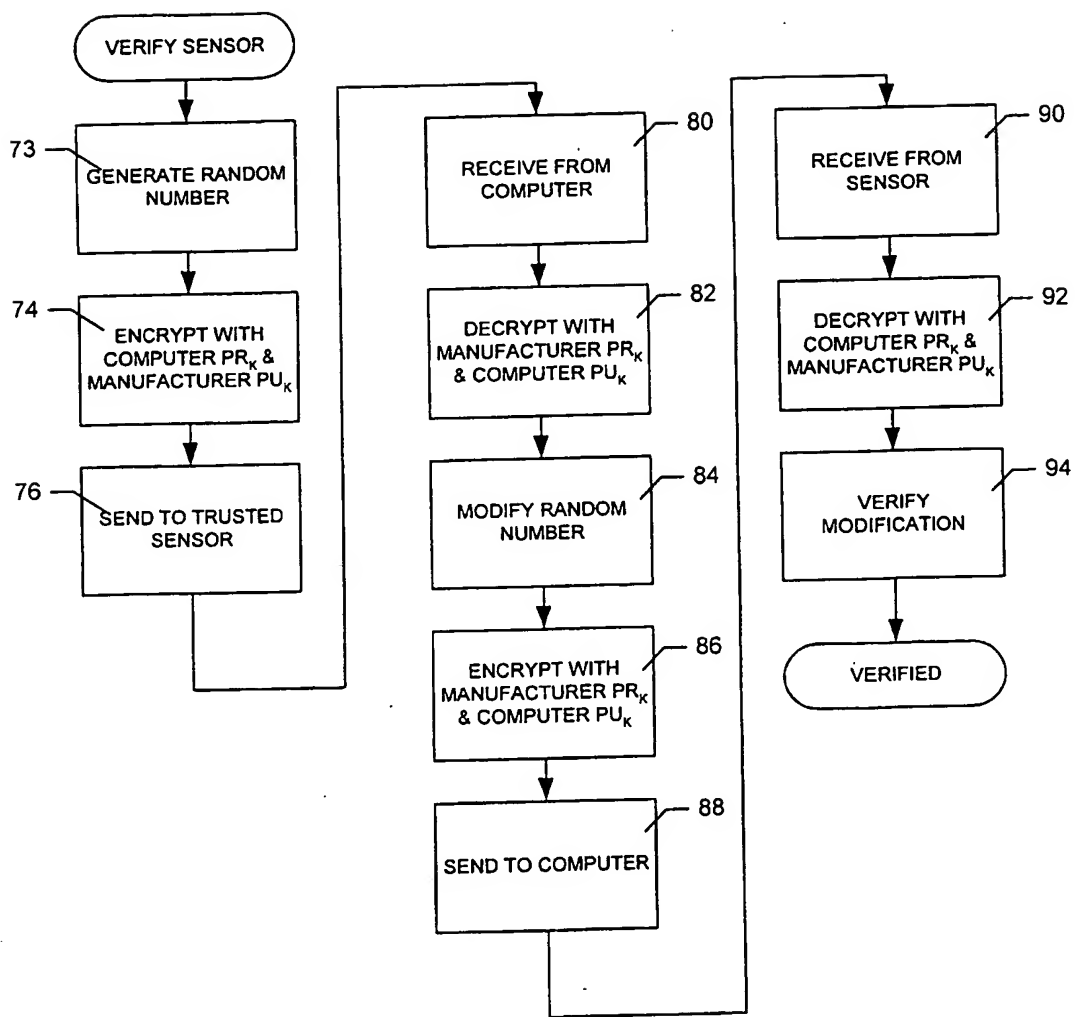 VERIFY SENSOR
73
GENERATE RANDOM
NUMBER
74
ENCRYPT WITH
COMPUTER PRK &
MANUFACTURER PUK
76
SEND TO TRUSTED
SENSOR
80
RECEIVE FROM
COMPUTER
82
DECRYPT WITH
MANUFACTURER PRK
& COMPUTER PUK
84
MODIFY RANDOM
NUMBER
86
ENCRYPT WITH
MANUFACTURER PRK
& COMPUTER PUK
88
SEND TO COMPUTER
90
RECEIVE FROM
SENSOR
92
DECRYPT WITH
COMPUTER PRK &
MANUFACTURER PUK
94
VERIFY
MODIFICATION
VERIFIED